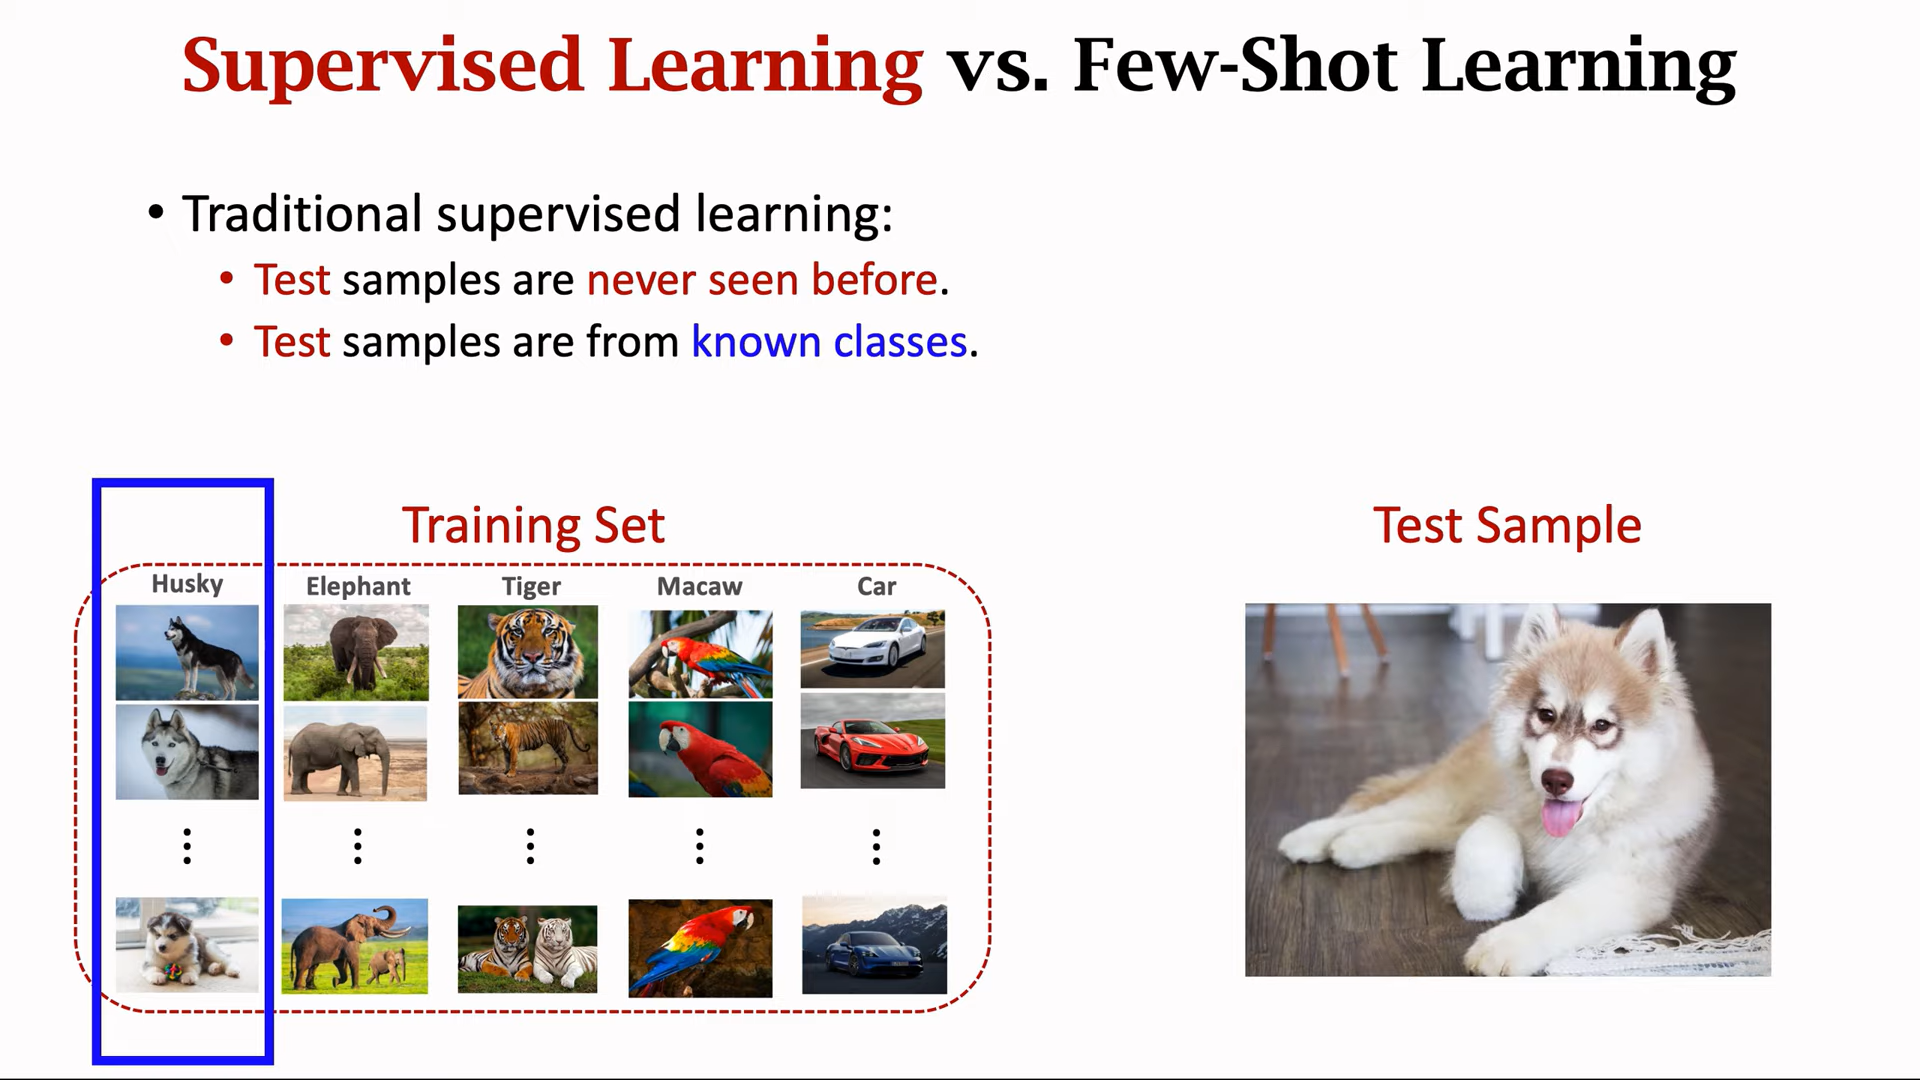 Supervised Learning vs. Few-Shot Learning
• Traditional supervised learning:
• Test samples are never seen before.
• Test samples are from known classes.
Training Set
Test Sample
Husky Elephant Tiger Macaw Car